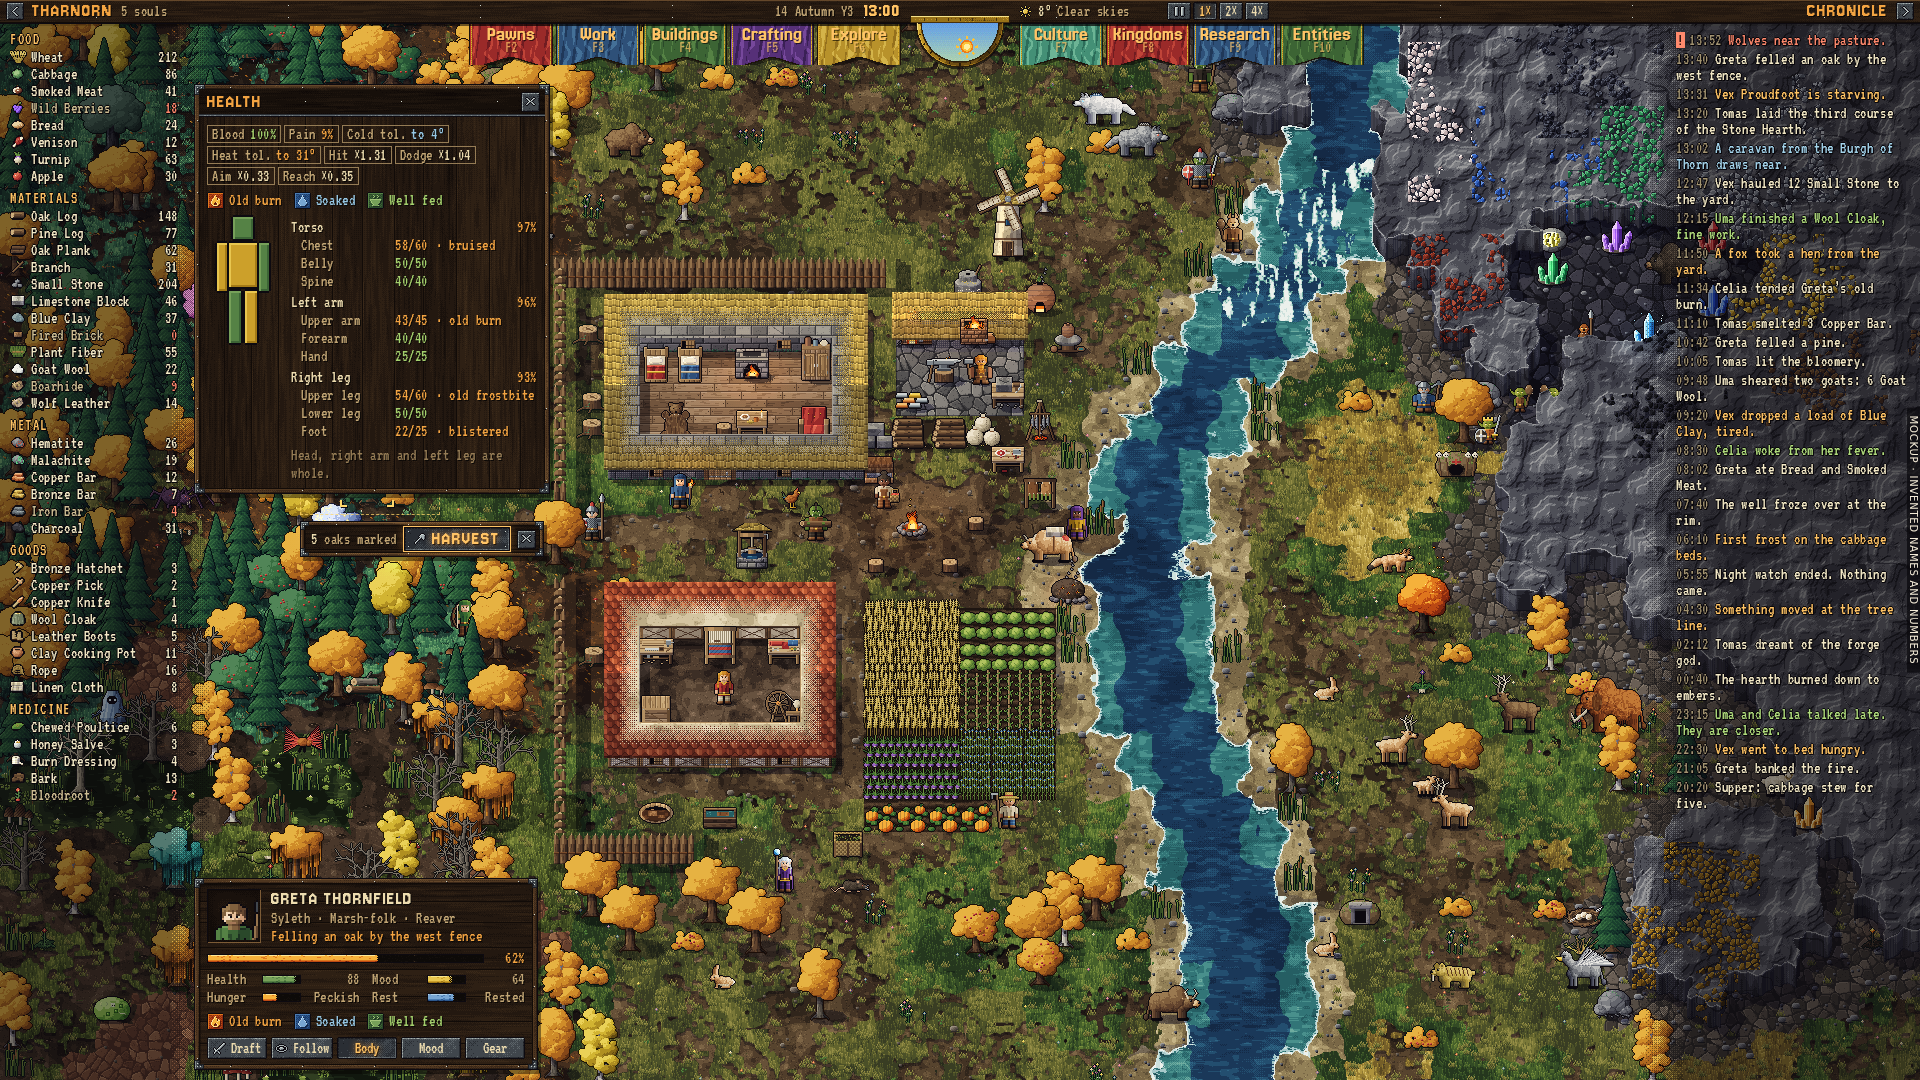 THARNORN 5 souls
14 Autumn Y3 13:00
8° Clear skies
1X 2X 4X
CHRONICLE
Pawns F2
Work F3
Buildings F4
Crafting F5
Explore F6
Culture F7
Kingdoms F8
Research F9
Entities F10
FOOD
Wheat 212
Cabbage 86
Smoked Meat 41
Wild Berries 18
Bread 24
Venison 12
Turnip 63
Apple 30
MATERIALS
Oak Log 148
Pine Log 77
Oak Plank 62
Branch 31
Small Stone 204
Limestone Block 46
Blue Clay 37
Fired Brick 0
Plant Fiber 55
Goat Wool 22
Boarhide 9
Wolf Leather 14
METAL
Hematite 26
Malachite 19
Copper Bar 12
Bronze Bar 7
Iron Bar 4
Charcoal 31
GOODS
Bronze Hatchet 3
Copper Pick 2
Copper Knife 1
Wool Cloak 4
Leather Boots 5
Clay Cooking Pot 11
Rope 16
Linen Cloth 8
MEDICINE
Chewed Poultice 6
Honey Salve 3
Burn Dressing 4
Bark 13
Bloodroot 2
HEALTH
Blood 100% Pain 9% Cold tol. to 4°
Heat tol. to 31° Hit X1.31 Dodge X1.04
Aim X0.33 Reach X0.35
Old burn Soaked Well fed
Torso 97%
Chest 58/60 · bruised
Belly 50/50
Spine 40/40
Left arm 96%
Upper arm 43/45 · old burn
Forearm 40/40
Hand 25/25
Right leg 93%
Upper leg 54/60 · old frostbite
Lower leg 50/50
Foot 22/25 · blistered
Head, right arm and left leg are
whole.
5 oaks marked HARVEST
GRETA THORNFIELD
Syleth · Marsh-folk · Reaver
Felling an oak by the west fence
62%
Health 88 Mood 64
Hunger Peckish Rest Rested
Old burn Soaked Well fed
Draft Follow Body Mood Gear
! 13:52 Wolves near the pasture.
13:40 Greta felled an oak by the
west fence.
13:31 Vex Proudfoot is starving.
13:20 Tomas laid the third course
of the Stone Hearth.
13:02 A caravan from the Burgh of
Thorn draws near.
12:47 Vex hauled 12 Small Stone to
the yard.
12:15 Uma finished a Wool Cloak,
fine work.
11:50 A fox took a hen from the
yard.
11:34 Celia tended Greta's old
burn.
11:10 Tomas smelted 3 Copper Bar.
10:42 Greta felled a pine.
10:05 Tomas lit the bloomery.
09:48 Uma sheared two goats: 6 Goat
Wool.
09:20 Vex dropped a load of Blue
Clay, tired.
08:30 Celia woke from her fever.
08:02 Greta ate Bread and Smoked
Meat.
07:40 The well froze over at the
rim.
06:10 First frost on the cabbage
beds.
05:55 Night watch ended. Nothing
came.
04:30 Something moved at the tree
line.
02:12 Tomas dreamt of the forge
god.
00:40 The hearth burned down to
embers.
23:15 Uma and Celia talked late.
They are closer.
22:30 Vex went to bed hungry.
21:05 Greta banked the fire.
20:20 Supper: cabbage stew for
five.
MOCKUP · INVENTED NAMES AND NUMBERS